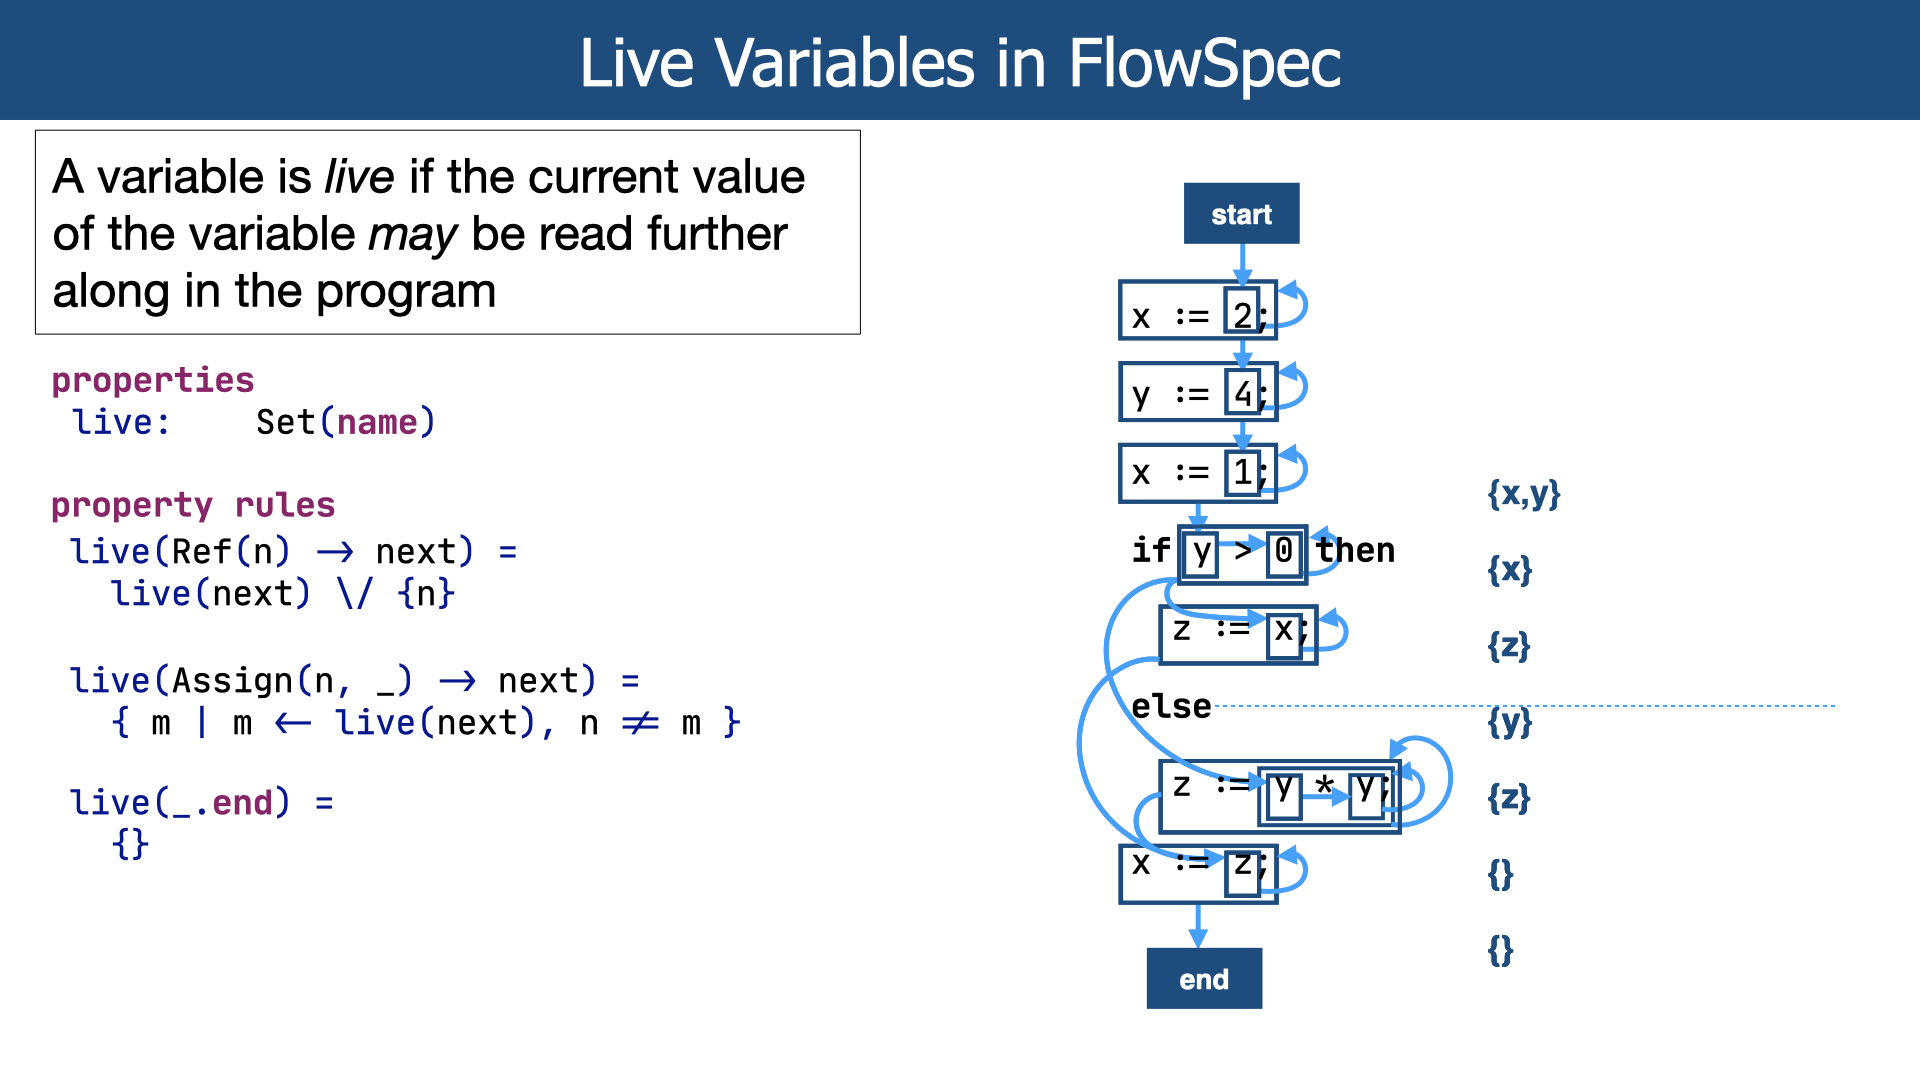 Live Variables in FlowSpec
A variable is live if the current value
of the variable may be read further
along in the program
properties
live: Set(name)
property rules
live(Ref(n) → next) =
live(next) \/ {n}
live(Assign(n, _) → next) =
{ m | m ← live(next), n ≠ m }
live(_.end) =
{}
start
x := 2;
y := 4;
x := 1;
{x,y}
if y > 0 then
{x}
z := x;
{z}
else
{y}
z := y * y;
{z}
x := z;
{}
{}
end